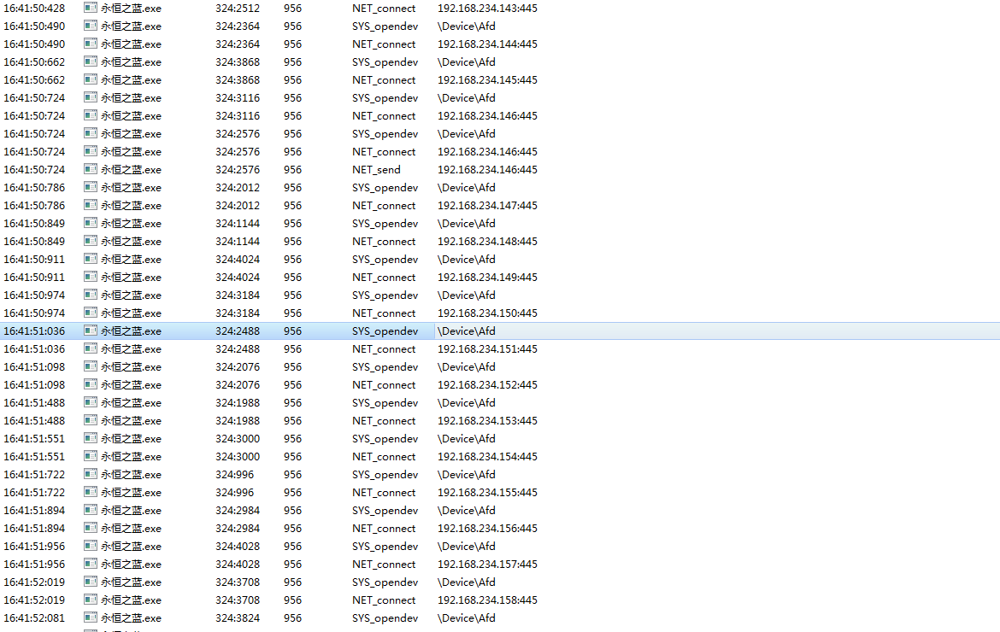 16:41:50:428 永恒之蓝.exe 324:2512 956 NET_connect 192.168.234.143:445
16:41:50:490 永恒之蓝.exe 324:2364 956 SYS_opendev \Device\Afd
16:41:50:490 永恒之蓝.exe 324:2364 956 NET_connect 192.168.234.144:445
16:41:50:662 永恒之蓝.exe 324:3868 956 SYS_opendev \Device\Afd
16:41:50:662 永恒之蓝.exe 324:3868 956 NET_connect 192.168.234.145:445
16:41:50:724 永恒之蓝.exe 324:3116 956 SYS_opendev \Device\Afd
16:41:50:724 永恒之蓝.exe 324:3116 956 NET_connect 192.168.234.146:445
16:41:50:724 永恒之蓝.exe 324:2576 956 SYS_opendev \Device\Afd
16:41:50:724 永恒之蓝.exe 324:2576 956 NET_connect 192.168.234.146:445
16:41:50:724 永恒之蓝.exe 324:2576 956 NET_send 192.168.234.146:445
16:41:50:786 永恒之蓝.exe 324:2012 956 SYS_opendev \Device\Afd
16:41:50:786 永恒之蓝.exe 324:2012 956 NET_connect 192.168.234.147:445
16:41:50:849 永恒之蓝.exe 324:1144 956 SYS_opendev \Device\Afd
16:41:50:849 永恒之蓝.exe 324:1144 956 NET_connect 192.168.234.148:445
16:41:50:911 永恒之蓝.exe 324:4024 956 SYS_opendev \Device\Afd
16:41:50:911 永恒之蓝.exe 324:4024 956 NET_connect 192.168.234.149:445
16:41:50:974 永恒之蓝.exe 324:3184 956 SYS_opendev \Device\Afd
16:41:50:974 永恒之蓝.exe 324:3184 956 NET_connect 192.168.234.150:445
16:41:51:036 永恒之蓝.exe 324:2488 956 SYS_opendev \Device\Afd
16:41:51:036 永恒之蓝.exe 324:2488 956 NET_connect 192.168.234.151:445
16:41:51:098 永恒之蓝.exe 324:2076 956 SYS_opendev \Device\Afd
16:41:51:098 永恒之蓝.exe 324:2076 956 NET_connect 192.168.234.152:445
16:41:51:488 永恒之蓝.exe 324:1988 956 SYS_opendev \Device\Afd
16:41:51:488 永恒之蓝.exe 324:1988 956 NET_connect 192.168.234.153:445
16:41:51:551 永恒之蓝.exe 324:3000 956 SYS_opendev \Device\Afd
16:41:51:551 永恒之蓝.exe 324:3000 956 NET_connect 192.168.234.154:445
16:41:51:722 永恒之蓝.exe 324:996 956 SYS_opendev \Device\Afd
16:41:51:722 永恒之蓝.exe 324:996 956 NET_connect 192.168.234.155:445
16:41:51:894 永恒之蓝.exe 324:2984 956 SYS_opendev \Device\Afd
16:41:51:894 永恒之蓝.exe 324:2984 956 NET_connect 192.168.234.156:445
16:41:51:956 永恒之蓝.exe 324:4028 956 SYS_opendev \Device\Afd
16:41:51:956 永恒之蓝.exe 324:4028 956 NET_connect 192.168.234.157:445
16:41:52:019 永恒之蓝.exe 324:3708 956 SYS_opendev \Device\Afd
16:41:52:019 永恒之蓝.exe 324:3708 956 NET_connect 192.168.234.158:445
16:41:52:081 永恒之蓝.exe 324:3824 956 SYS_opendev \Device\Afd